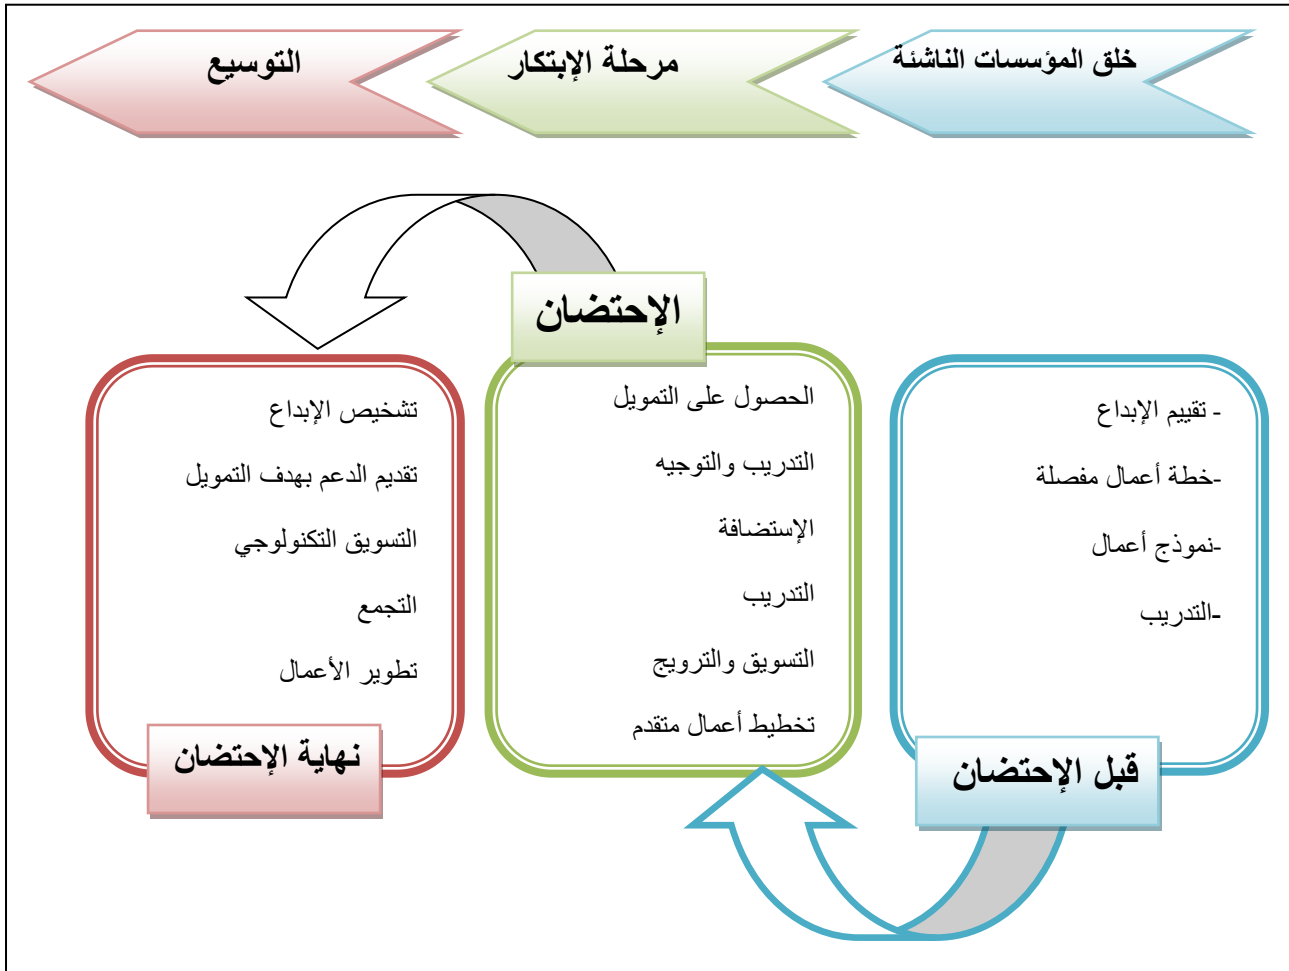 خلق المؤسسات الناشئة
مرحلة الإبتكار
التوسيع
- تقييم الإبداع
-خطة أعمال مفصلة
-نموذج أعمال
-التدريب
قبل الإحتضان
الإحتضان
الحصول على التمويل
التدريب والتوجيه
الإستضافة
التدريب
التسويق والترويج
تخطيط أعمال متقدم
تشخيص الإبداع
تقديم الدعم بهدف التمويل
التسويق التكنولوجي
التجمع
تطوير الأعمال
نهاية الإحتضان